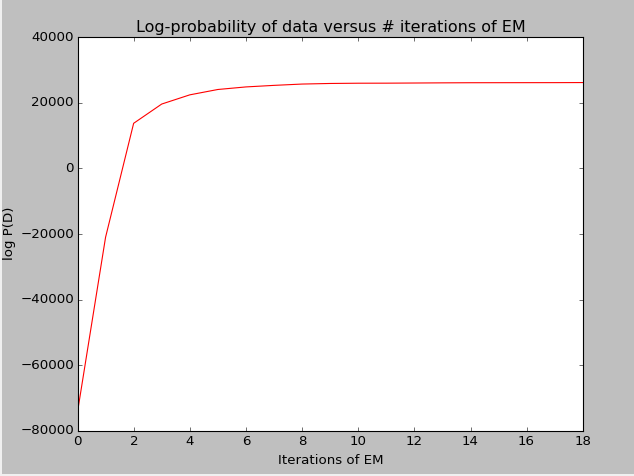 Log-probability of data versus # iterations of EM
40000
20000
0
−20000
−40000
−60000
−80000
log P(D)
0 2 4 6 8 10 12 14 16 18
Iterations of EM